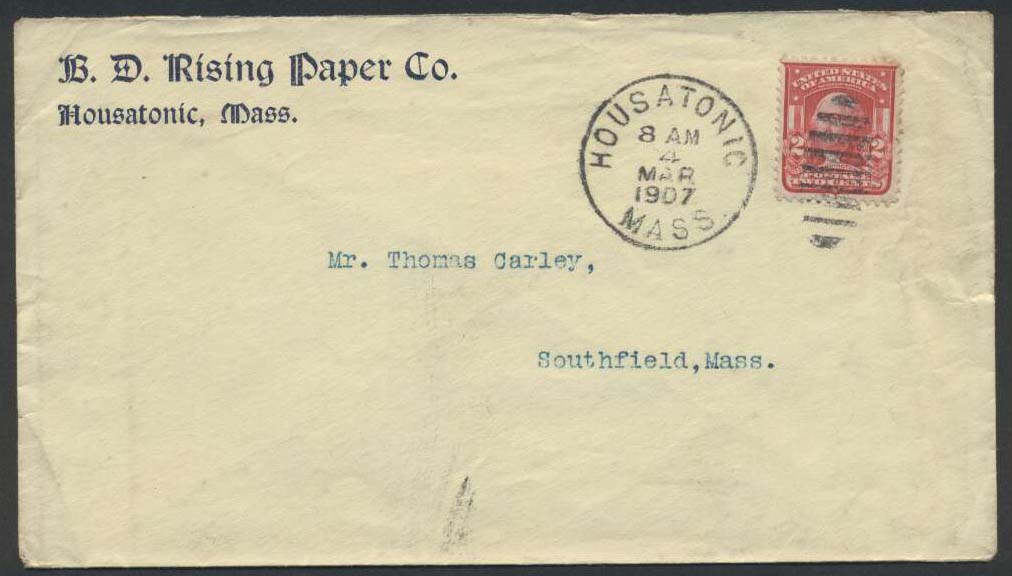 B. D. Rising Paper Co.
Housatonic, Mass.
HOUSATONIC
8 AM
4
MAR
1907
MASS.
UNITED STATES
OF AMERICA
2 2
POSTAGE
TWO CENTS
Mr. Thomas Carley,
Southfield,Mass.